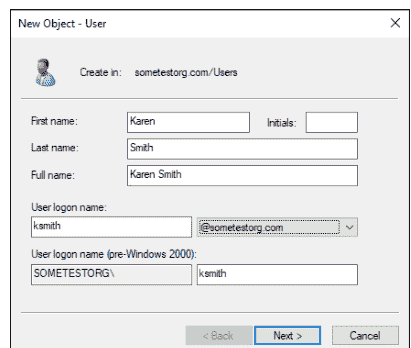 New Object - User
Create in: sometestorg.com/Users
First name: Karen Initials:
Last name: Smith
Full name: Karen Smith
User logon name:
ksmith @sometestorg.com
User logon name (pre-Windows 2000):
SOMETESTORG\ ksmith
< Back Next > Cancel